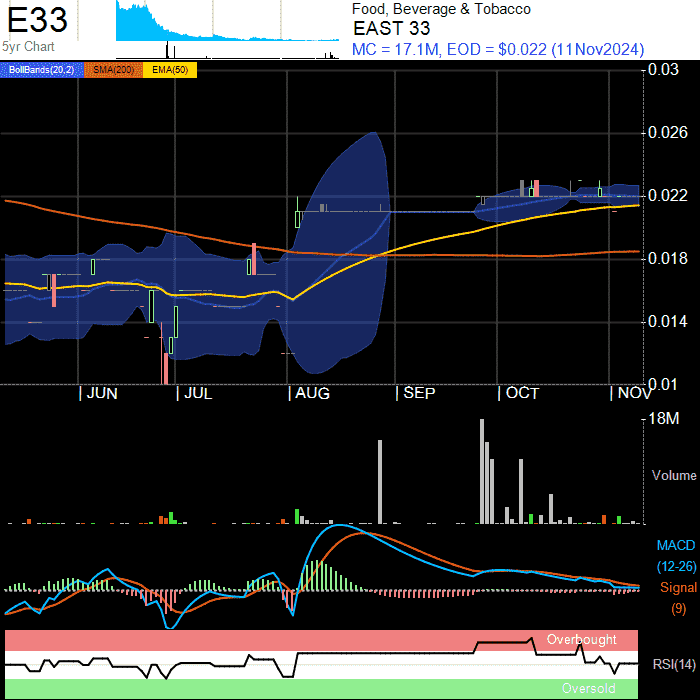 E33
5yr Chart
Food, Beverage & Tobacco
EAST 33
MC = 17.1M, EOD = $0.022 (11Nov2024)
BollBands(20,2) SMA(200) EMA(50)
0.03
0.026
0.022
0.018
0.014
0.01
JUN JUL AUG SEP OCT NOV
18M
Volume
MACD
(12-26)
Signal
(9)
Overbought
RSI(14)
Oversold